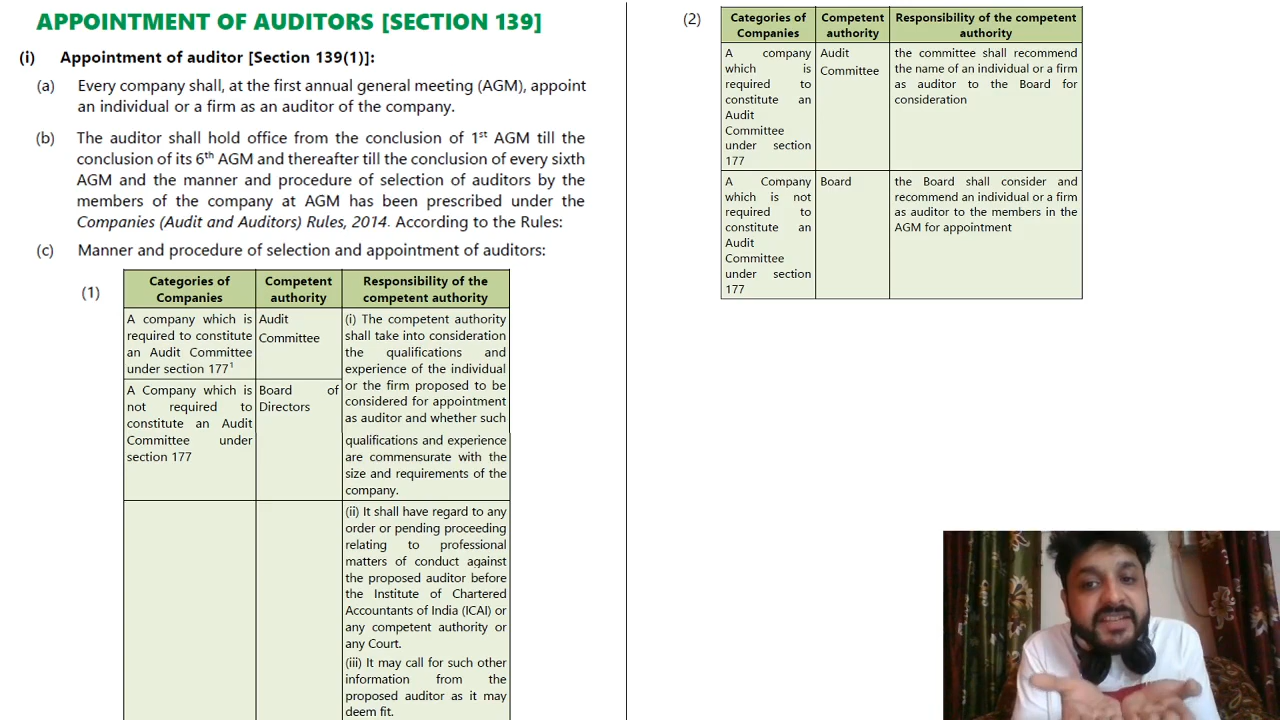 APPOINTMENT OF AUDITORS [SECTION 139]
(i) Appointment of auditor [Section 139(1)]:
(a) Every company shall, at the first annual general meeting (AGM), appoint
an individual or a firm as an auditor of the company.
(b) The auditor shall hold office from the conclusion of 1st AGM till the
conclusion of its 6th AGM and thereafter till the conclusion of every sixth
AGM and the manner and procedure of selection of auditors by the
members of the company at AGM has been prescribed under the
Companies (Audit and Auditors) Rules, 2014. According to the Rules:
(c) Manner and procedure of selection and appointment of auditors:
(1)
Categories of
Companies
Competent
authority
Responsibility of the
competent authority
A company which is
required to constitute
an Audit Committee
under section 177¹
Audit
Committee
(i) The competent authority
shall take into consideration
the qualifications and
experience of the individual
or the firm proposed to be
considered for appointment
as auditor and whether such
qualifications and experience
are commensurate with the
size and requirements of the
company.
A Company which is
not required to
constitute an Audit
Committee under
section 177
Board of
Directors
(ii) It shall have regard to any
order or pending proceeding
relating to professional
matters of conduct against
the proposed auditor before
the Institute of Chartered
Accountants of India (ICAI) or
any competent authority or
any Court.
(iii) It may call for such other
information from the
proposed auditor as it may
deem fit.
(2)
Categories of
Companies
Competent
authority
Responsibility of the competent
authority
A company
which is
required to
constitute an
Audit
Committee
under section
177
Audit
Committee
the committee shall recommend
the name of an individual or a firm
as auditor to the Board for
consideration
A Company
which is not
required to
constitute an
Audit
Committee
under section
177
Board
the Board shall consider and
recommend an individual or a firm
as auditor to the members in the
AGM for appointment